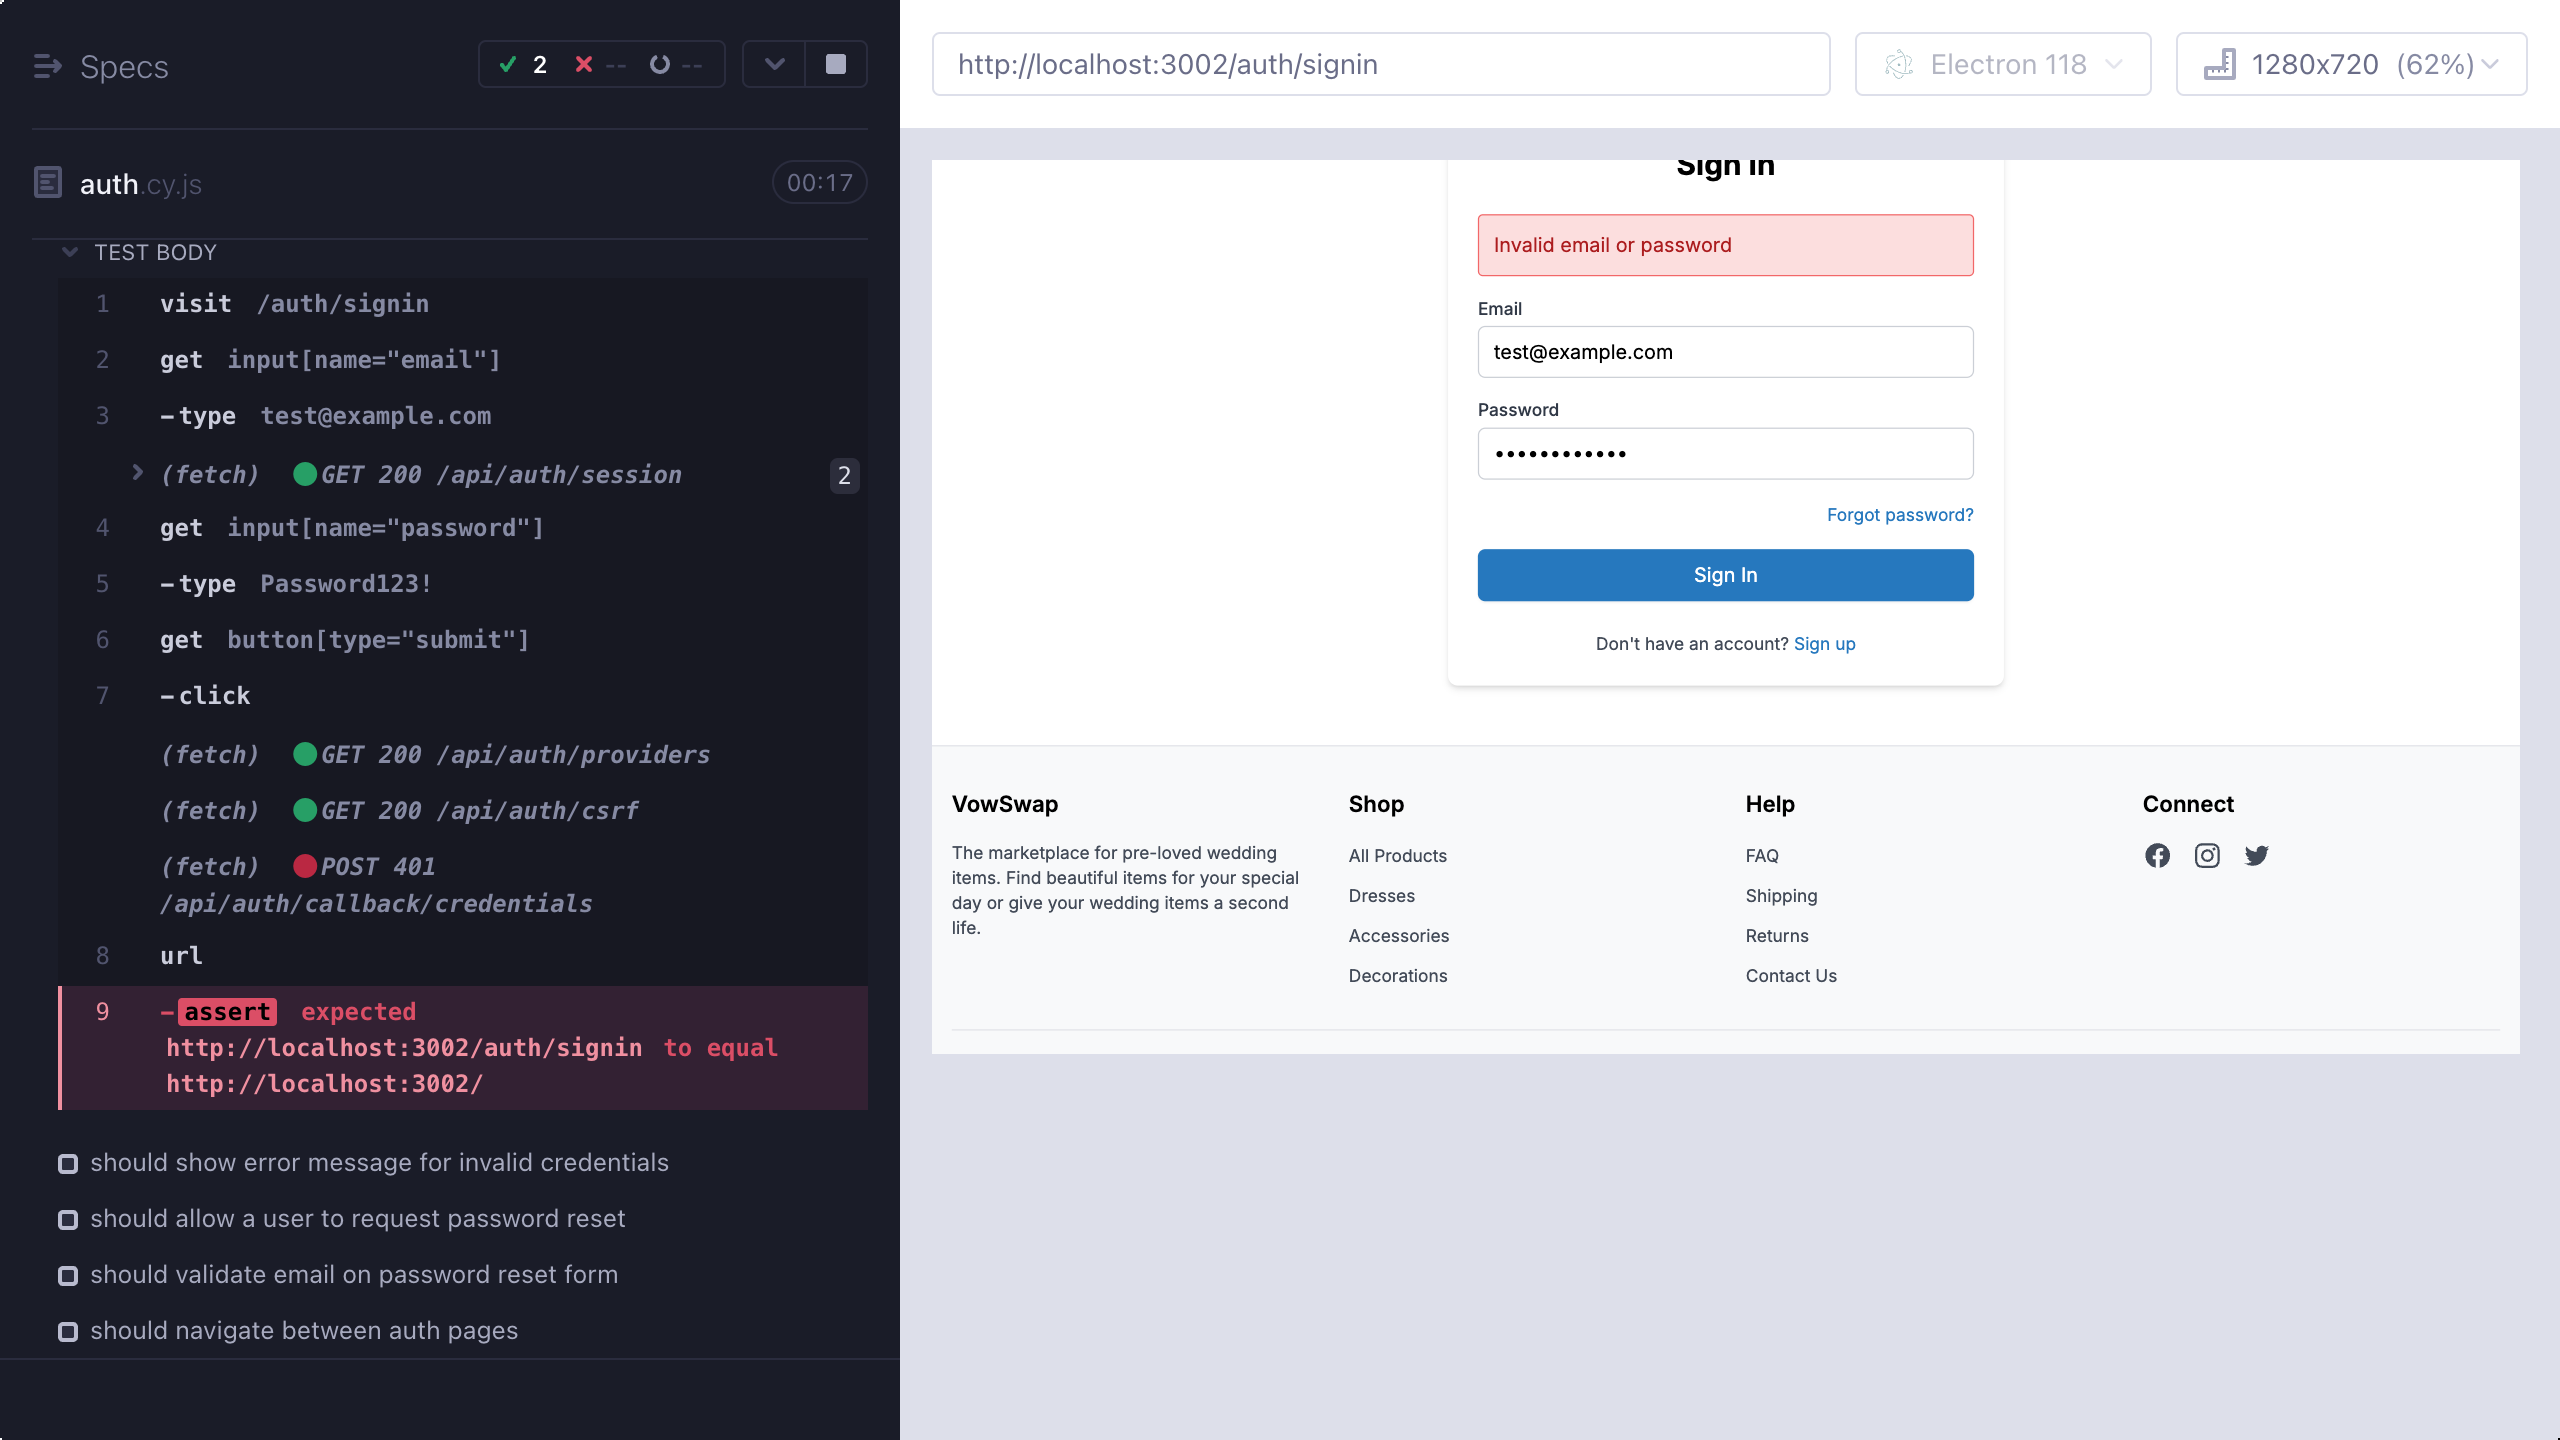 Specs
2 -- --
auth.cy.js
00:17
TEST BODY
1 visit /auth/signin
2 get input[name="email"]
3 -type test@example.com
(fetch) GET 200 /api/auth/session 2
4 get input[name="password"]
5 -type Password123!
6 get button[type="submit"]
7 -click
(fetch) GET 200 /api/auth/providers
(fetch) GET 200 /api/auth/csrf
(fetch) POST 401
/api/auth/callback/credentials
8 url
9 -assert expected
http://localhost:3002/auth/signin to equal
http://localhost:3002/
should show error message for invalid credentials
should allow a user to request password reset
should validate email on password reset form
should navigate between auth pages
http://localhost:3002/auth/signin
Electron 118
1280x720 (62%)
Sign In
Invalid email or password
Email
test@example.com
Password
••••••••••••
Forgot password?
Sign In
Don't have an account? Sign up
VowSwap
The marketplace for pre-loved wedding
items. Find beautiful items for your special
day or give your wedding items a second
life.
Shop
All Products
Dresses
Accessories
Decorations
Help
FAQ
Shipping
Returns
Contact Us
Connect